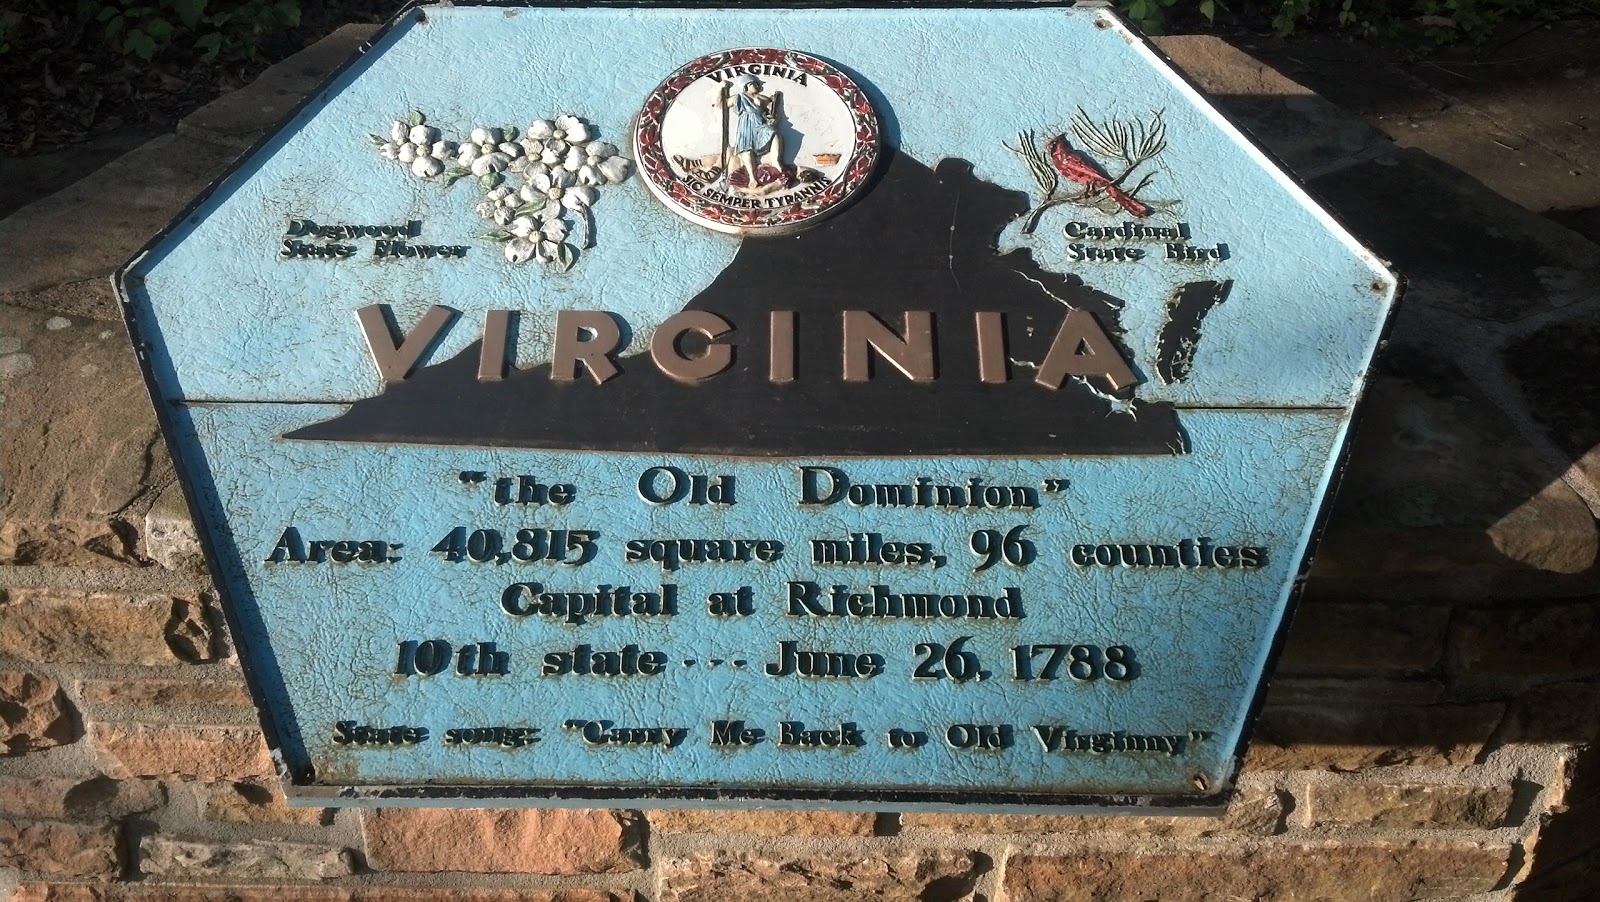 VIRGINIA
SIC SEMPER TYRANNIS
Dogwood
State Flower
Cardinal
State Bird
VIRGINIA
"the Old Dominion"
Area: 40,815 square miles, 96 counties
Capital at Richmond
10th state --- June 26, 1788
State song: "Carry Me Back to Old Virginny"